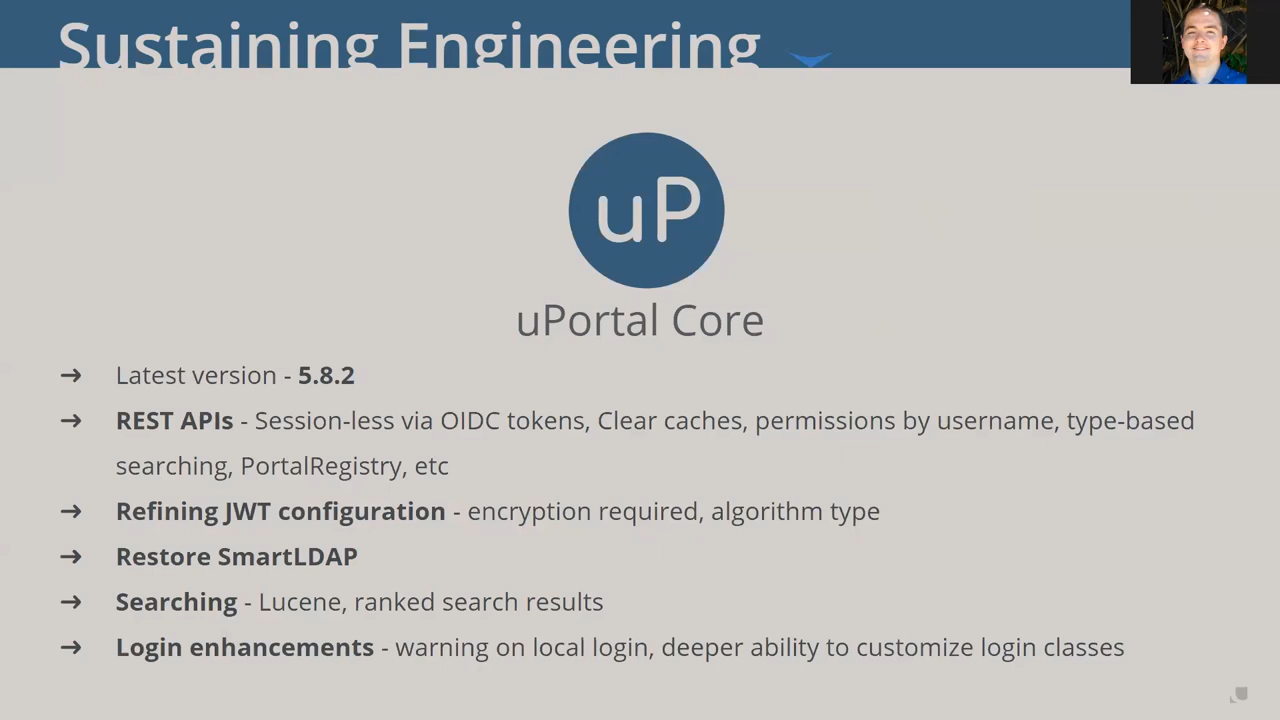 Sustaining Engineering
uP
uPortal Core
➔ Latest version - 5.8.2
➔ REST APIs - Session-less via OIDC tokens, Clear caches, permissions by username, type-based
searching, PortalRegistry, etc
➔ Refining JWT configuration - encryption required, algorithm type
➔ Restore SmartLDAP
➔ Searching - Lucene, ranked search results
➔ Login enhancements - warning on local login, deeper ability to customize login classes